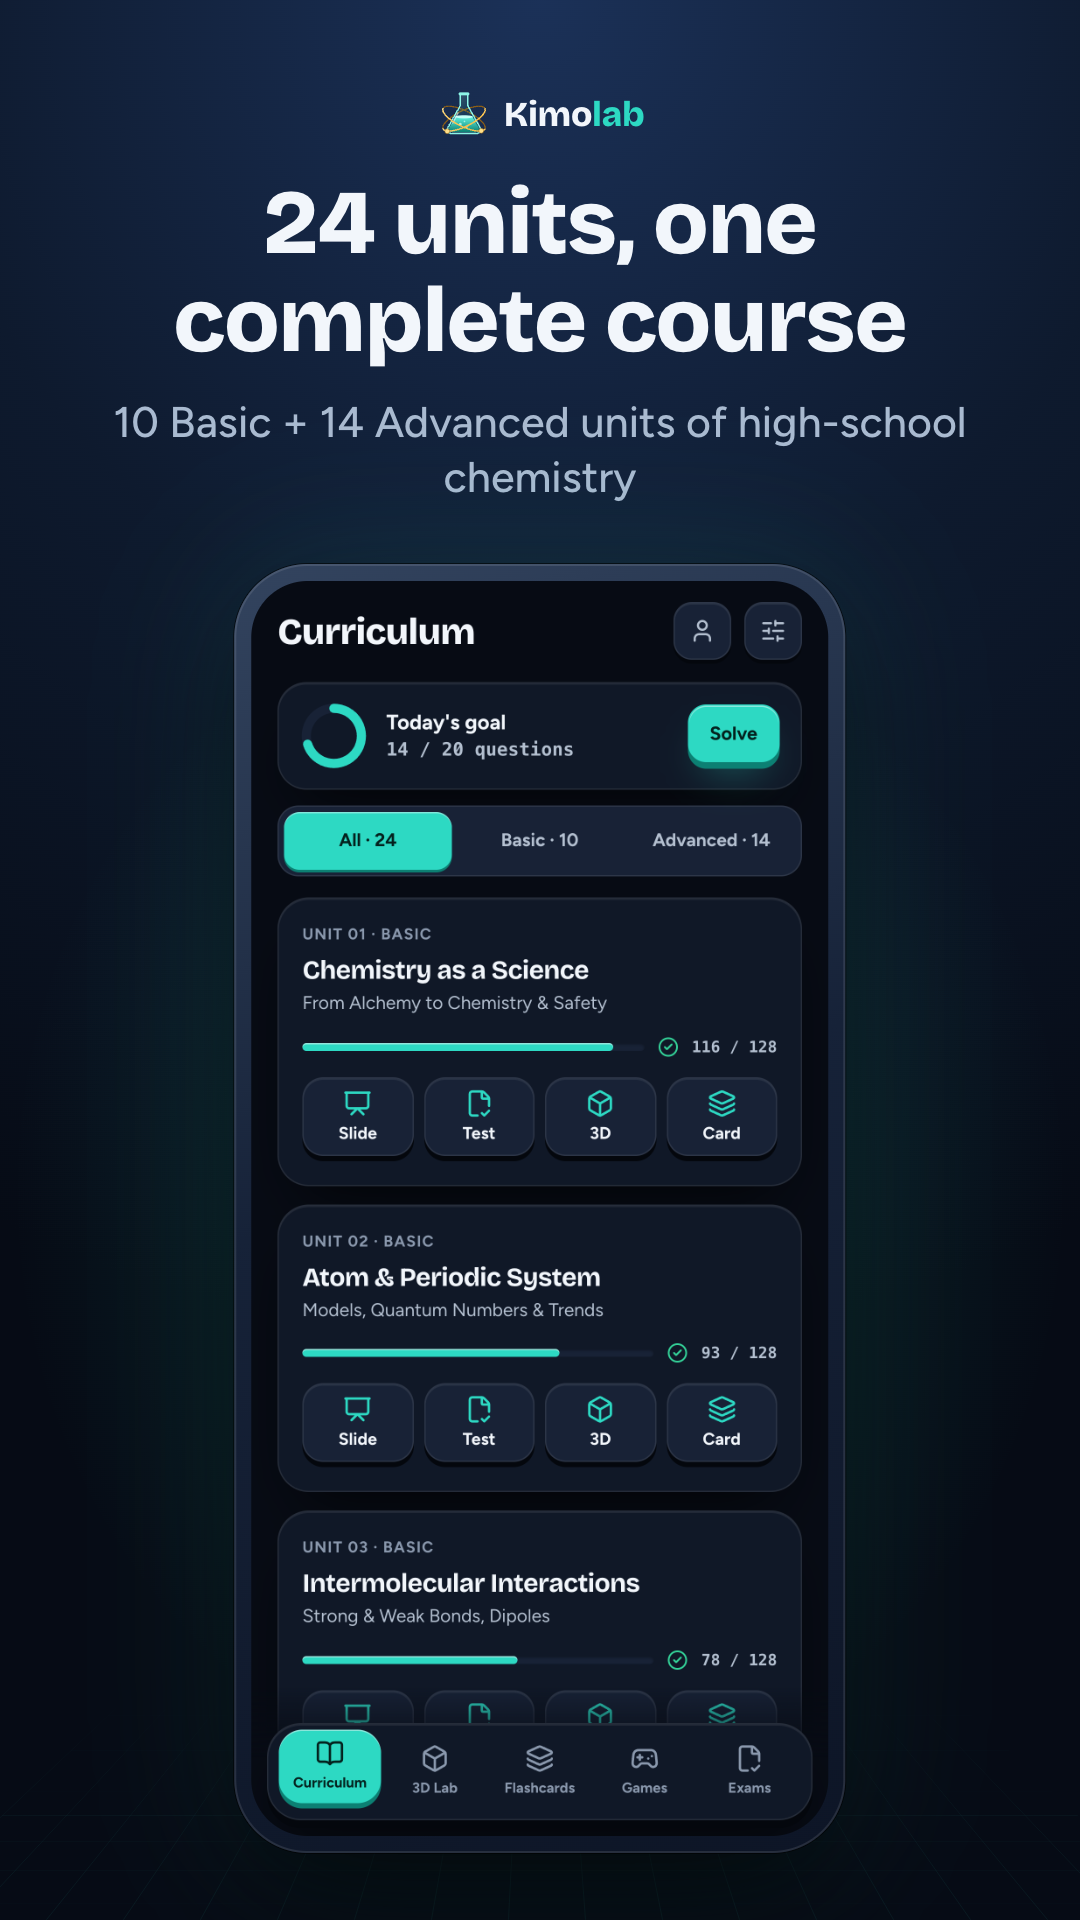 Kimolab
24 units, one
complete course
10 Basic + 14 Advanced units of high-school
chemistry
Curriculum
Today's goal
14 / 20 questions
Solve
All · 24
Basic · 10
Advanced · 14
UNIT 01 · BASIC
Chemistry as a Science
From Alchemy to Chemistry & Safety
116 / 128
Slide
Test
3D
Card
UNIT 02 · BASIC
Atom & Periodic System
Models, Quantum Numbers & Trends
93 / 128
Slide
Test
3D
Card
UNIT 03 · BASIC
Intermolecular Interactions
Strong & Weak Bonds, Dipoles
78 / 128
Curriculum
3D Lab
Flashcards
Games
Exams